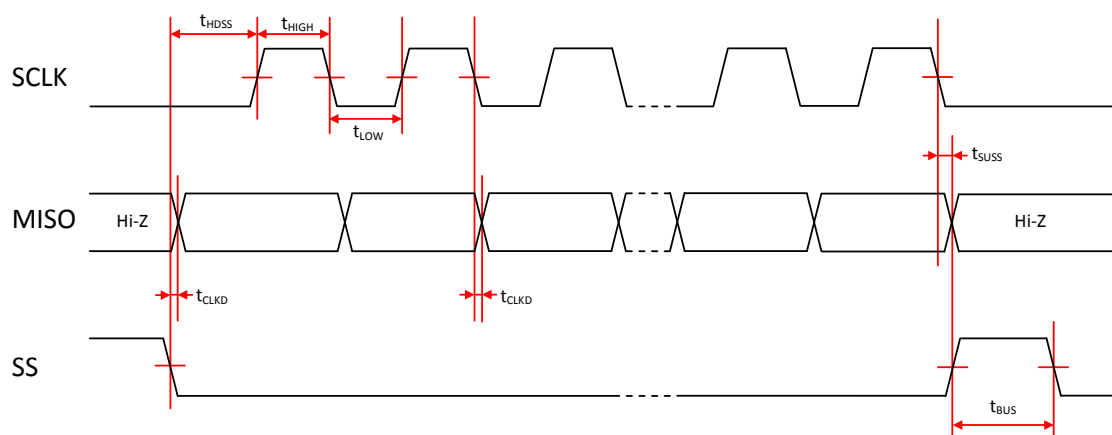 tHDSS
tHIGH
SCLK
tLOW
tSUSS
MISO
Hi-Z
Hi-Z
tCLKD
tCLKD
SS
tBUS